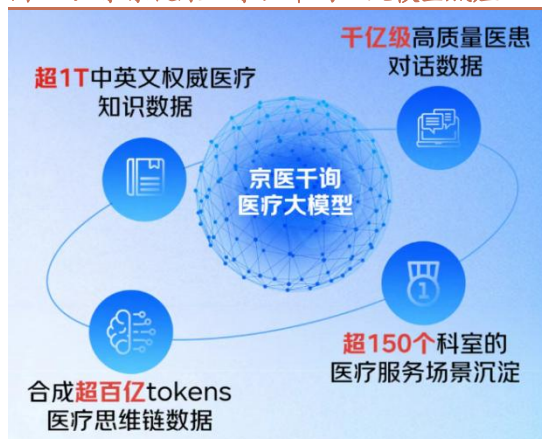 千亿级高质量医患
对话数据
超1T中英文权威医疗
知识数据
京医千询
医疗大模型
超150个科室的
医疗服务场景沉淀
合成超百亿tokens
医疗思维链数据
1